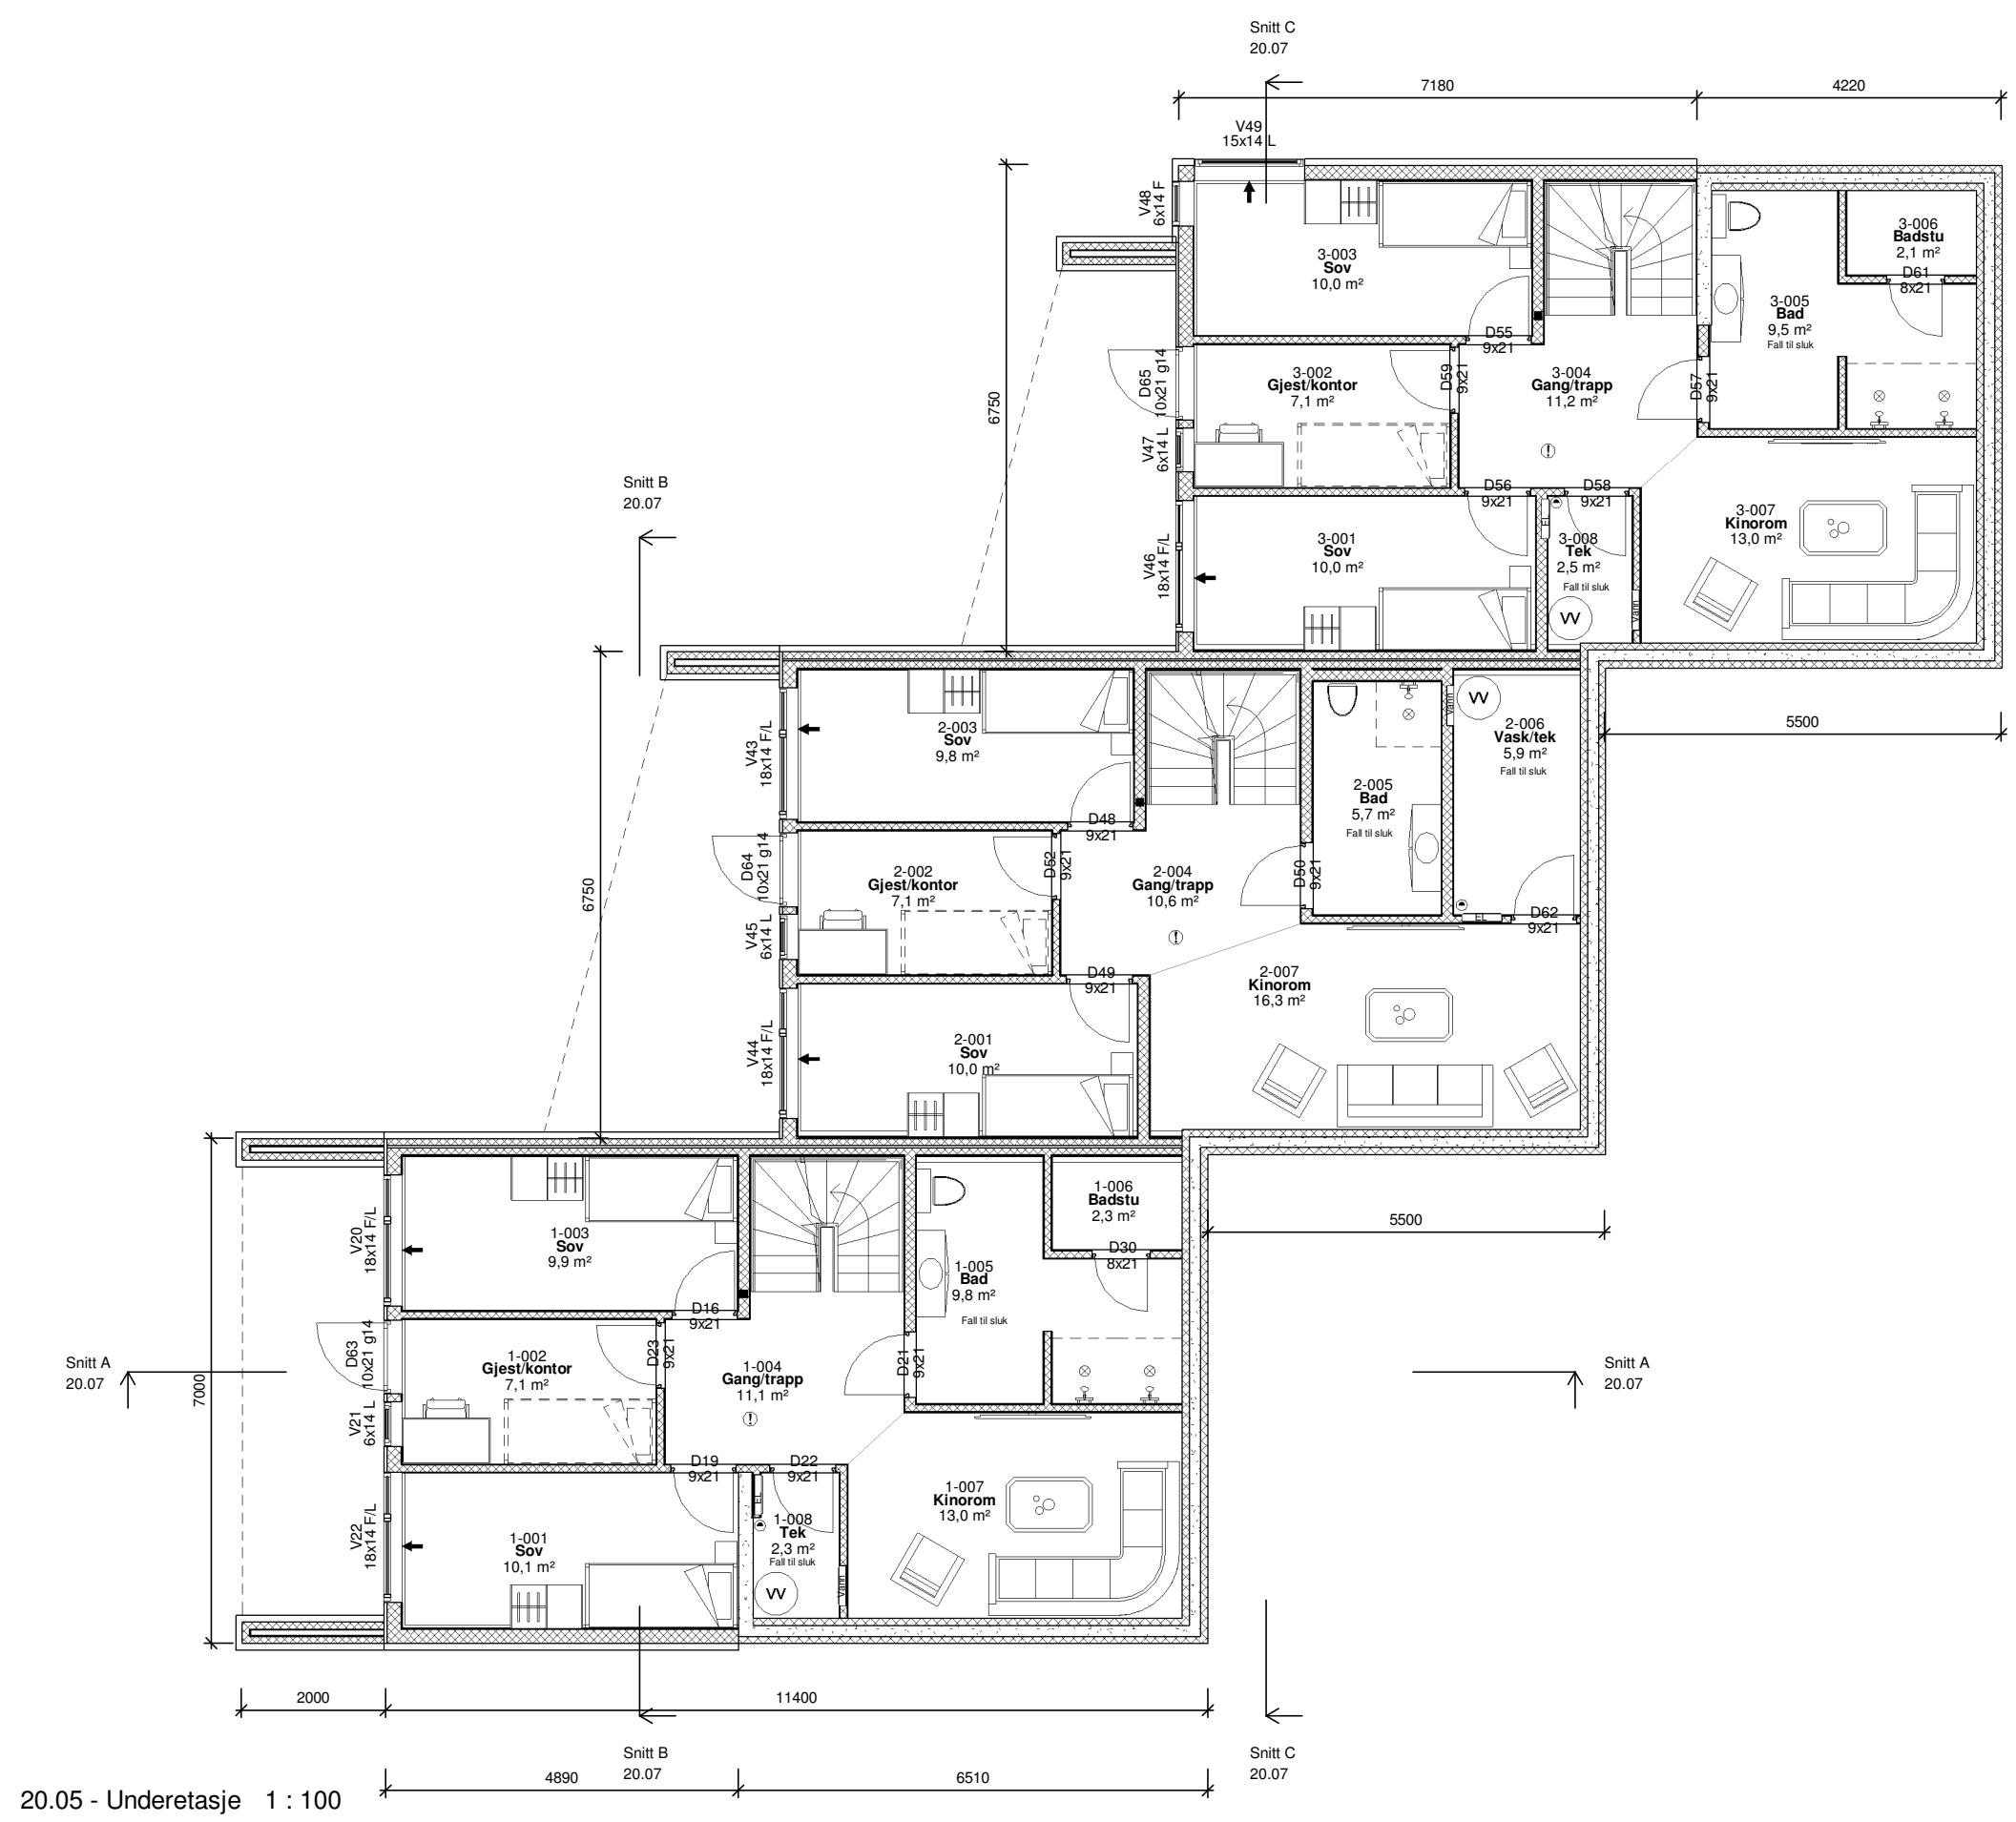 Snitt C
20.07
7180
4220
V49
15x14 L
V48
6x14 F
3-003
Sov
10,0 m²
3-006
Badstu
2,1 m²
D61
8x21
3-005
Bad
9,5 m²
Fall til sluk
D55
9x21
D65
10x21 g14
3-002
Gjest/kontor
7,1 m²
D59
9x21
3-004
Gang/trapp
11,2 m²
D57
9x21
6750
V47
6x14 L
D56
9x21
D58
9x21
EL
V46
18x14 F/L
3-001
Sov
10,0 m²
3-008
Tek
2,5 m²
Fall til sluk
VV
Vann
3-007
Kinorom
13,0 m²
Snitt B
20.07
5500
V43
18x14 F/L
2-003
Sov
9,8 m²
Vann
VV
2-006
Vask/tek
5,9 m²
Fall til sluk
2-005
Bad
5,7 m²
Fall til sluk
D48
9x21
D64
10x21 g14
2-002
Gjest/kontor
7,1 m²
D52
9x21
2-004
Gang/trapp
10,6 m²
D50
9x21
6750
V45
6x14 L
EL
D62
9x21
D49
9x21
2-007
Kinorom
16,3 m²
V44
18x14 F/L
2-001
Sov
10,0 m²
5500
V20
18x14 F/L
1-003
Sov
9,9 m²
1-006
Badstu
2,3 m²
D30
8x21
1-005
Bad
9,8 m²
Fall til sluk
D16
9x21
Snitt A
20.07
7000
D63
10x21 g14
1-002
Gjest/kontor
7,1 m²
D23
9x21
1-004
Gang/trapp
11,1 m²
D21
9x21
Snitt A
20.07
V21
6x14 L
D19
9x21
D22
9x21
EL
V22
18x14 F/L
1-001
Sov
10,1 m²
1-008
Tek
2,3 m²
Fall til sluk
VV
Vann
1-007
Kinorom
13,0 m²
2000
11400
Snitt B
20.07
Snitt C
20.07
4890
6510
20.05 - Underetasje 1 : 100